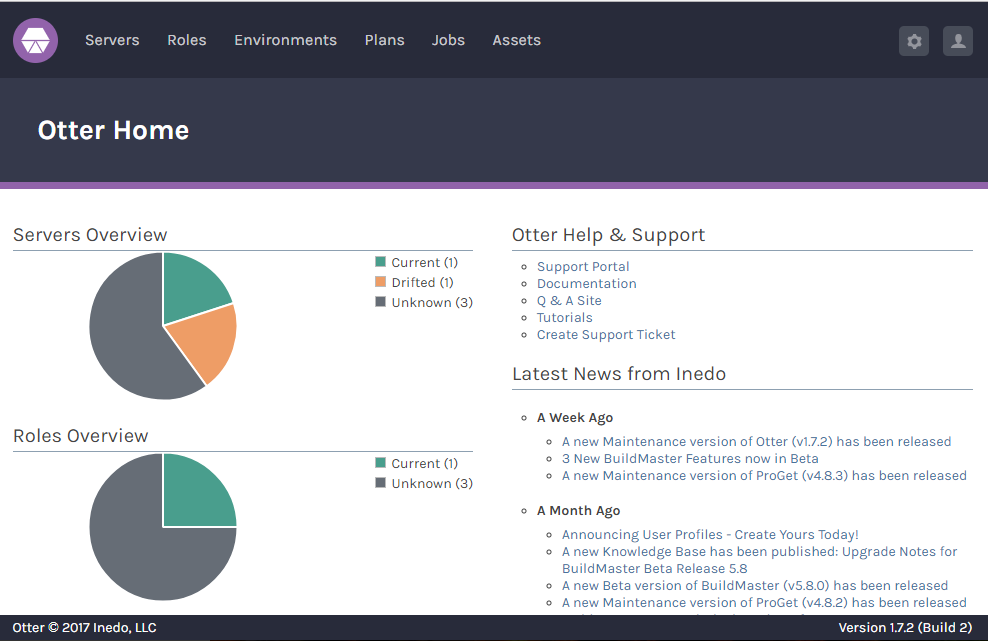 Servers Roles Environments Plans Jobs Assets
Otter Home
Servers Overview
Current (1)
Drifted (1)
Unknown (3)
Roles Overview
Current (1)
Unknown (3)
Otter Help & Support
Support Portal
Documentation
Q & A Site
Tutorials
Create Support Ticket
Latest News from Inedo
A Week Ago
A new Maintenance version of Otter (v1.7.2) has been released
3 New BuildMaster Features now in Beta
A new Maintenance version of ProGet (v4.8.3) has been released
A Month Ago
Announcing User Profiles - Create Yours Today!
A new Knowledge Base has been published: Upgrade Notes for
BuildMaster Beta Release 5.8
A new Beta version of BuildMaster (v5.8.0) has been released
A new Maintenance version of ProGet (v4.8.2) has been released
Otter © 2017 Inedo, LLC
Version 1.7.2 (Build 2)